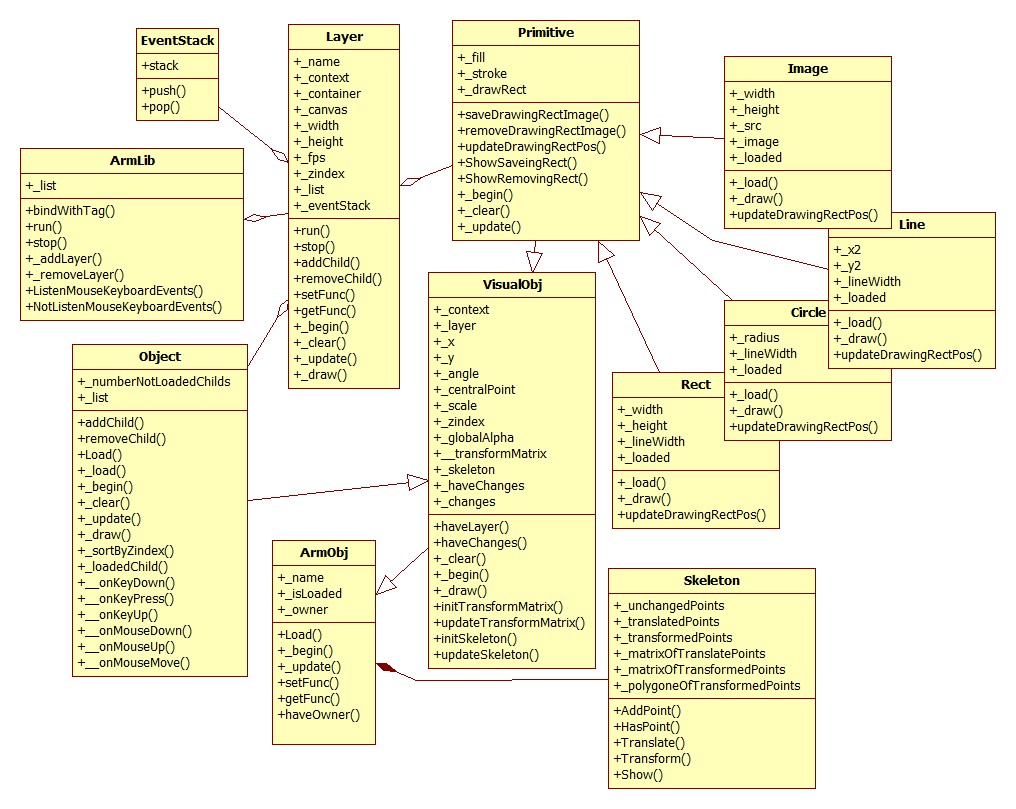 EventStack
+stack
+push()
+pop()
Layer
+_name
+_context
+_container
+_canvas
+_width
+_height
+_fps
+_zindex
+_list
+_eventStack
+run()
+stop()
+addChild()
+removeChild()
+setFunc()
+getFunc()
+_begin()
+_clear()
+_update()
+_draw()
Primitive
+_fill
+_stroke
+_drawRect
+saveDrawingRectImage()
+removeDrawingRectImage()
+updateDrawingRectPos()
+ShowSaveingRect()
+ShowRemovingRect()
+_begin()
+_clear()
+_update()
Image
+_width
+_height
+_src
+_image
+_loaded
+_load()
+_draw()
+updateDrawingRectPos()
ArmLib
+_list
+bindWithTag()
+run()
+stop()
+_addLayer()
+_removeLayer()
+ListenMouseKeyboardEvents()
+NotListenMouseKeyboardEvents()
Line
+_x2
+_y2
+_lineWidth
+_loaded
+_load()
+_draw()
+updateDrawingRectPos()
VisualObj
+_context
+_layer
+_x
+_y
+_angle
+_centralPoint
+_scale
+_zindex
+_globalAlpha
+__transformMatrix
+_skeleton
+_haveChanges
+_changes
+haveLayer()
+haveChanges()
+_clear()
+_begin()
+_draw()
+initTransformMatrix()
+updateTransformMatrix()
+initSkeleton()
+updateSkeleton()
Circle
+_radius
+_lineWidth
+_loaded
+_load()
+_draw()
+updateDrawingRectPos()
Object
+_numberNotLoadedChilds
+_list
+addChild()
+removeChild()
+Load()
+_load()
+_begin()
+_clear()
+_update()
+_draw()
+_sortByZindex()
+_loadedChild()
+__onKeyDown()
+__onKeyPress()
+__onKeyUp()
+__onMouseDown()
+__onMouseUp()
+__onMouseMove()
Rect
+_width
+_height
+_lineWidth
+_loaded
+_load()
+_draw()
+updateDrawingRectPos()
ArmObj
+_name
+_isLoaded
+_owner
+Load()
+_begin()
+_update()
+setFunc()
+getFunc()
+haveOwner()
Skeleton
+_unchangedPoints
+_translatedPoints
+_transformedPoints
+_matrixOfTranslatePoints
+_matrixOfTransformedPoints
+_polygoneOfTransformedPoints
+AddPoint()
+HasPoint()
+Translate()
+Transform()
+Show()